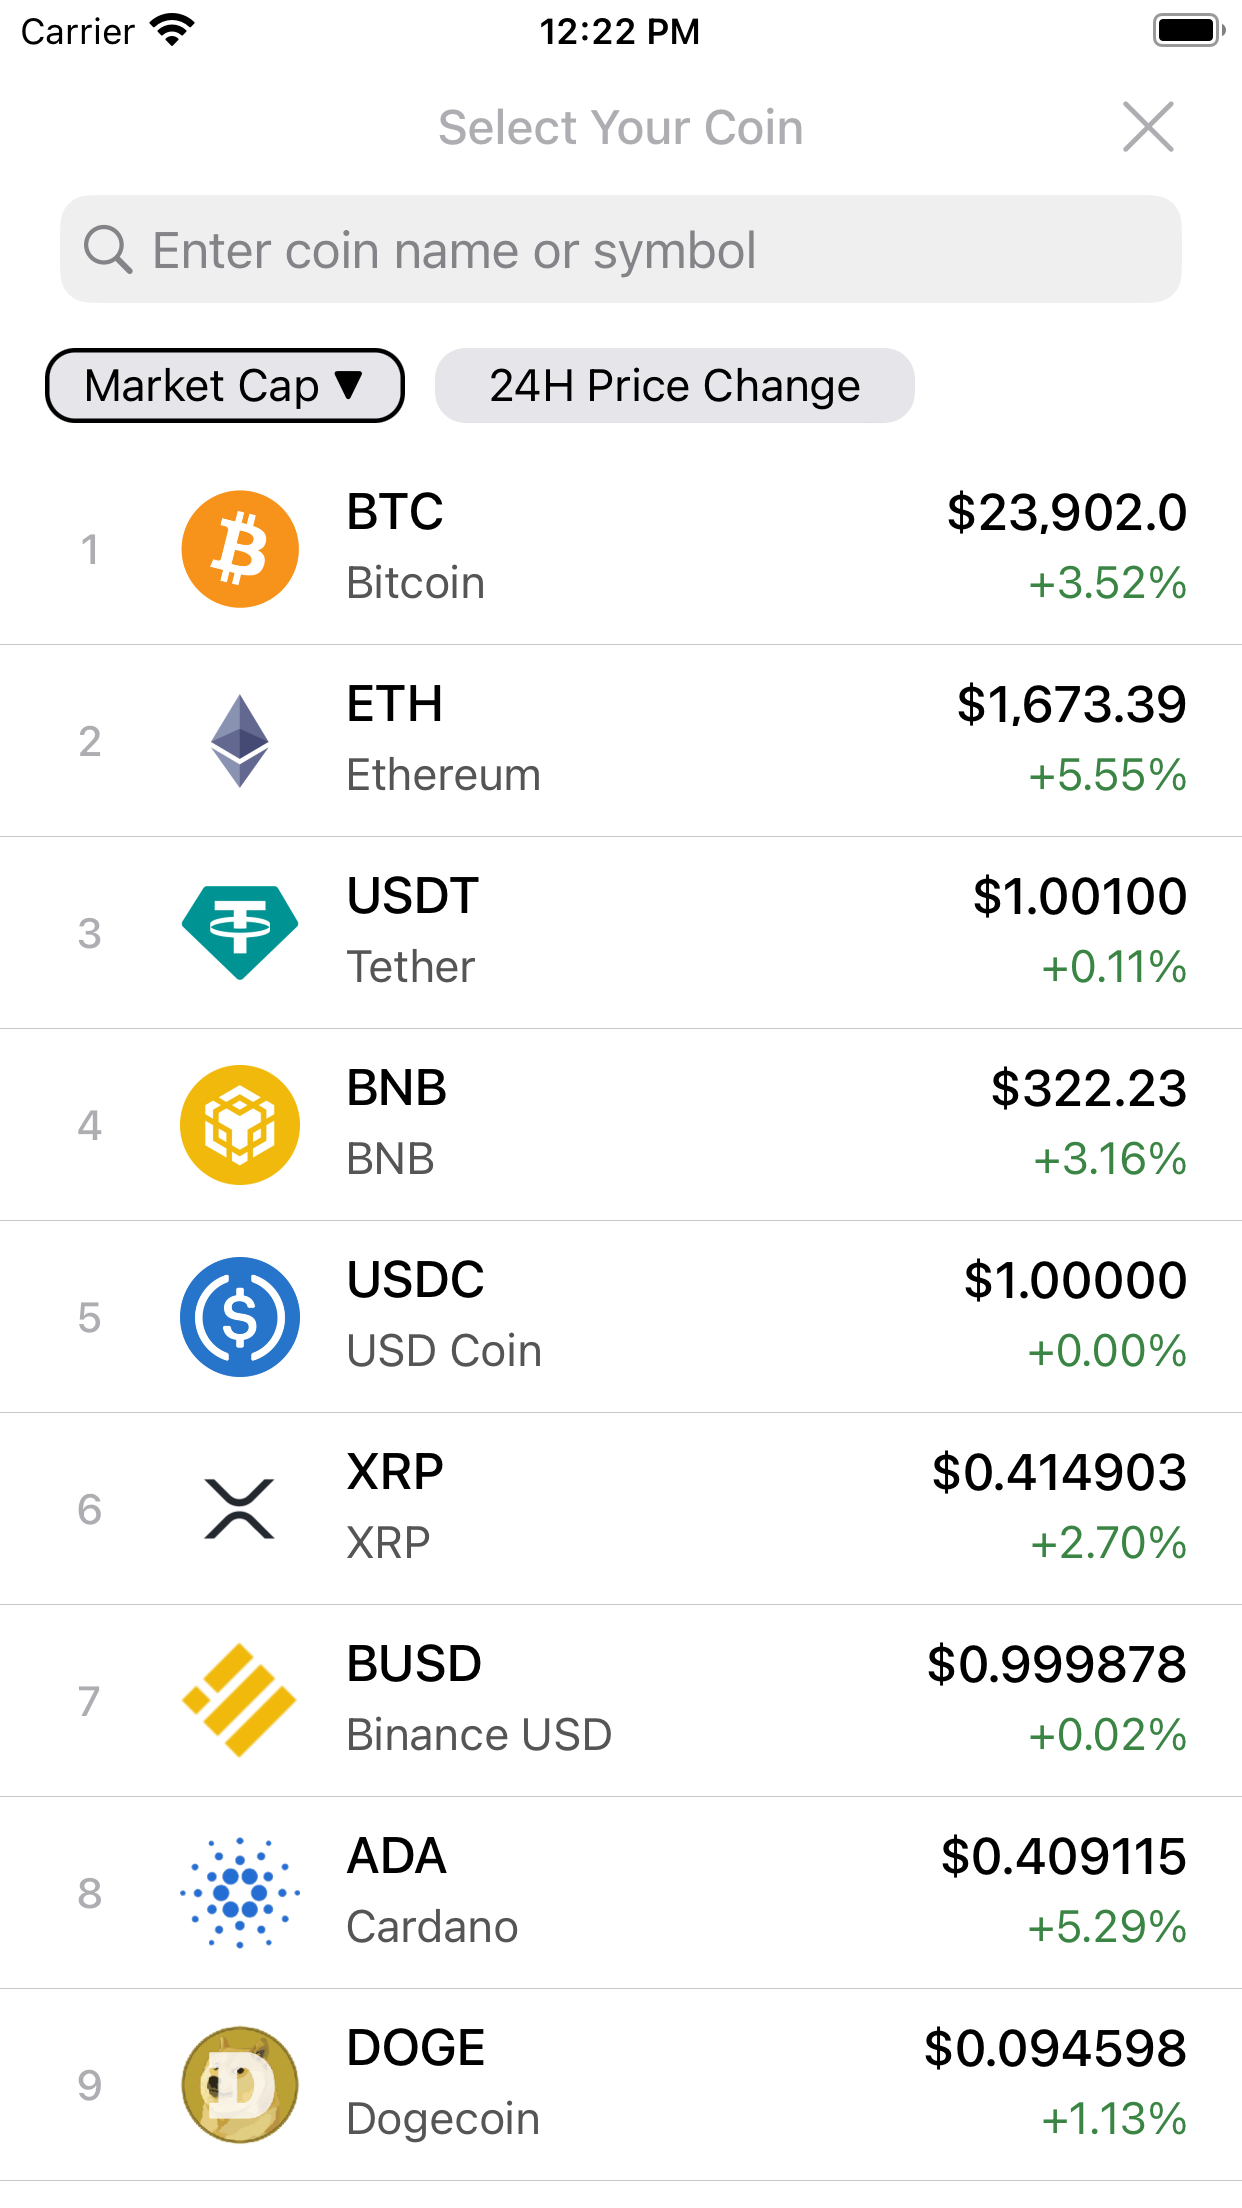 Carrier 12:22 PM
Select Your Coin
Enter coin name or symbol
Market Cap ▼ 24H Price Change
1 BTC $23,902.0
Bitcoin +3.52%
2 ETH $1,673.39
Ethereum +5.55%
3 USDT $1.00100
Tether +0.11%
4 BNB $322.23
BNB +3.16%
5 USDC $1.00000
USD Coin +0.00%
6 XRP $0.414903
XRP +2.70%
7 BUSD $0.999878
Binance USD +0.02%
8 ADA $0.409115
Cardano +5.29%
9 DOGE $0.094598
Dogecoin +1.13%